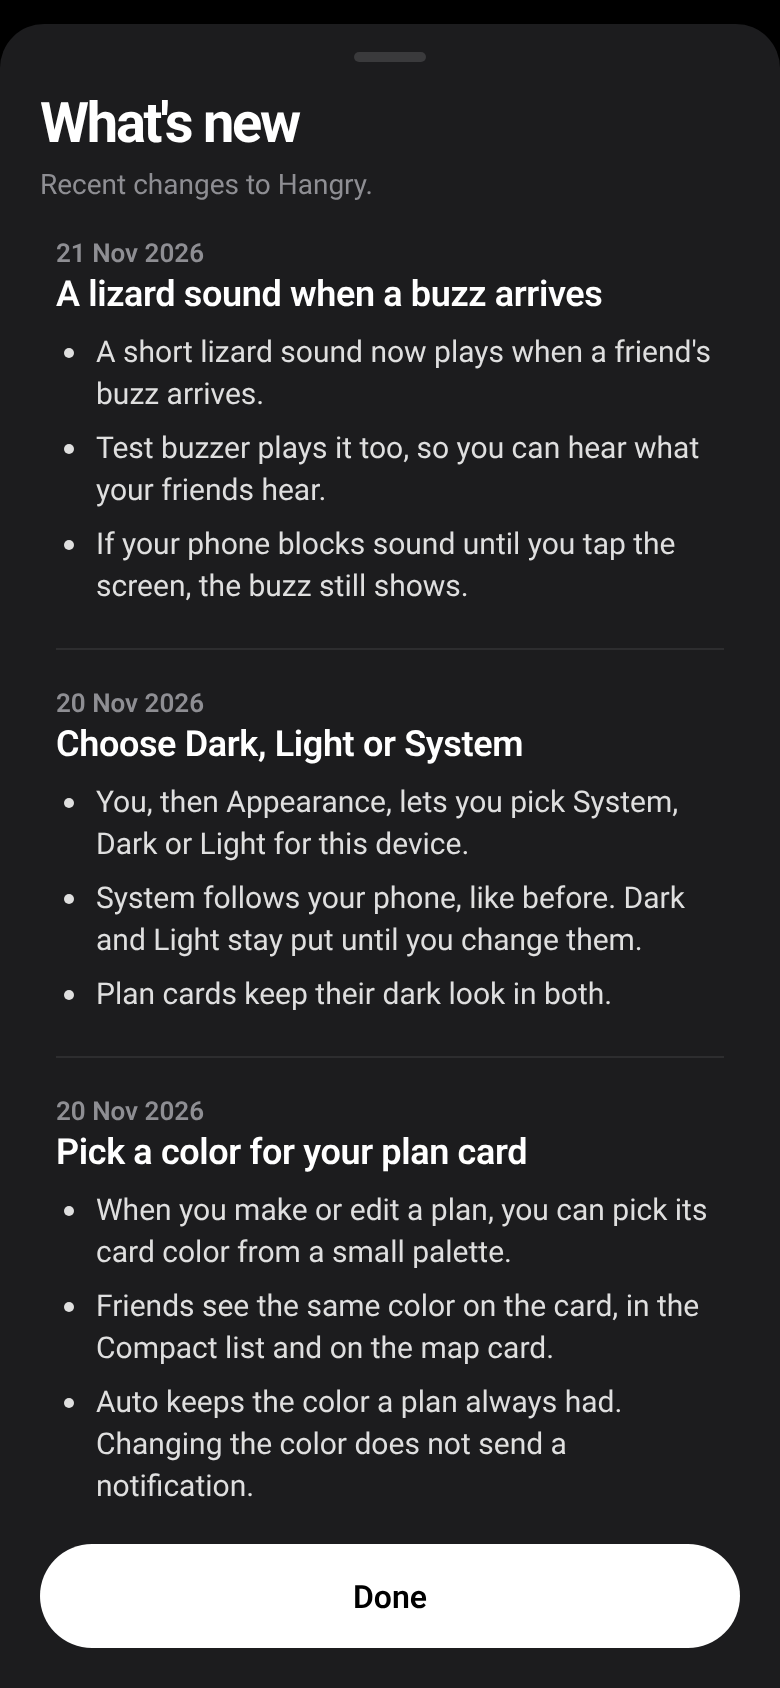 What's new
Recent changes to Hangry.
21 Nov 2026
A lizard sound when a buzz arrives
• A short lizard sound now plays when a friend's
buzz arrives.
• Test buzzer plays it too, so you can hear what
your friends hear.
• If your phone blocks sound until you tap the
screen, the buzz still shows.
20 Nov 2026
Choose Dark, Light or System
• You, then Appearance, lets you pick System,
Dark or Light for this device.
• System follows your phone, like before. Dark
and Light stay put until you change them.
• Plan cards keep their dark look in both.
20 Nov 2026
Pick a color for your plan card
• When you make or edit a plan, you can pick its
card color from a small palette.
• Friends see the same color on the card, in the
Compact list and on the map card.
• Auto keeps the color a plan always had.
Changing the color does not send a
notification.
Done